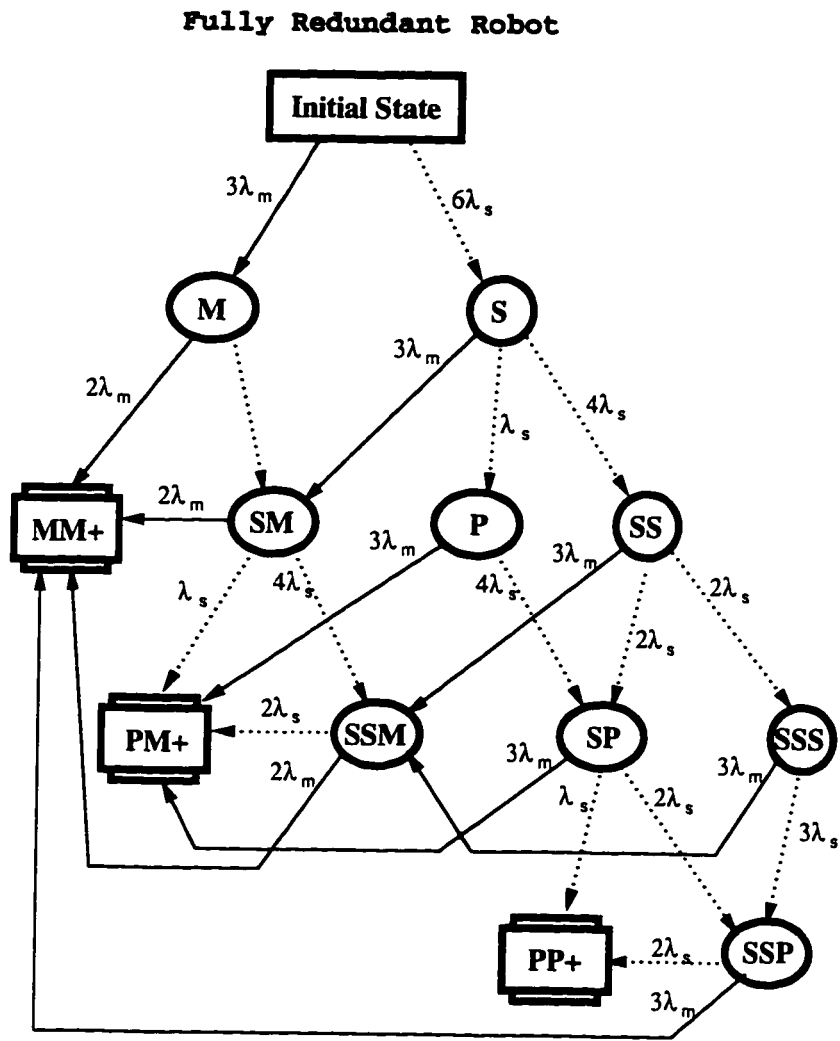 Fully Redundant Robot
Initial State
3λm
6λs
M
S
2λm
3λm
λs
4λs
MM+
2λm
SM
P
SS
λs
4λs
3λm
4λs
3λm
2λs
2λs
PM+
2λs
SSM
SP
SSS
2λm
3λm
λs
2λs
3λm
3λs
PP+
2λs
SSP
3λm